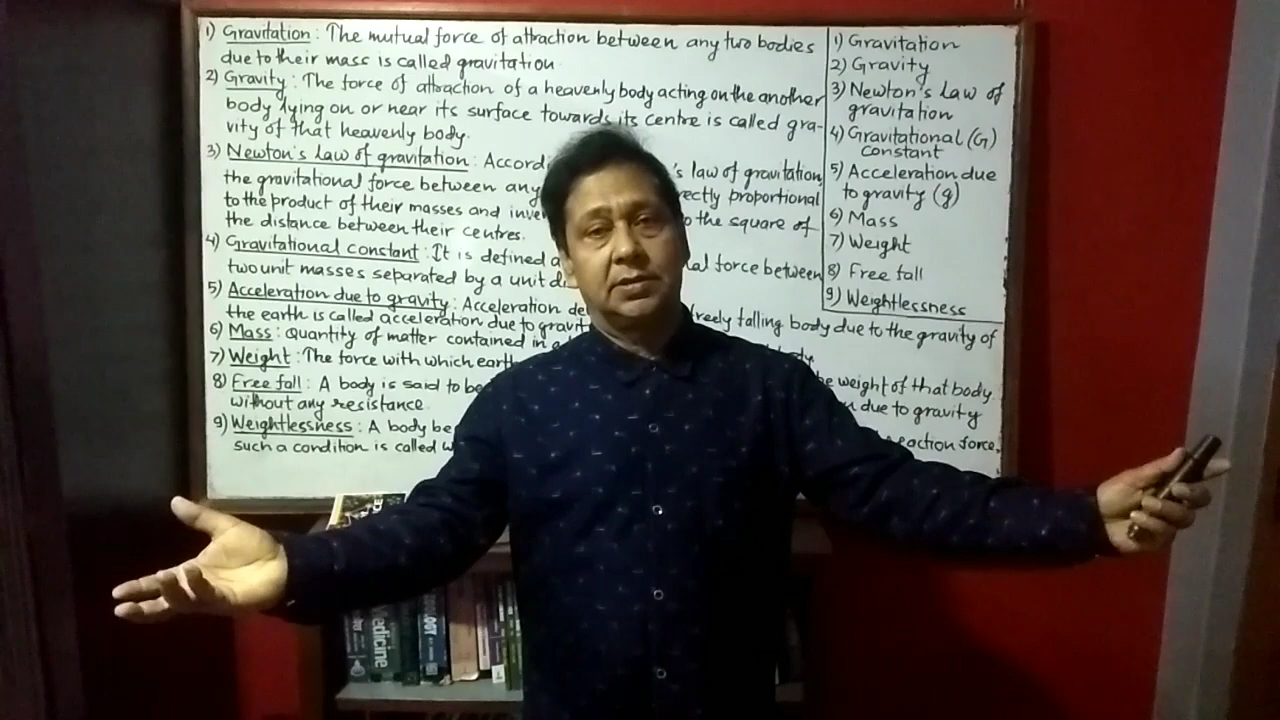 1) Gravitation : The mutual force of attraction between any two bodies
due to their mass is called gravitation
2) Gravity : The force of attraction of a heavenly body acting on the another
body lying on or near its surface towards its centre is called gra-
vity of that heavenly body.
3) Newton's law of gravitation : Accordi 's law of gravitation,
the gravitational force between any rectly proportional
to the product of their masses and inver o the square of
the distance between their centres.
4) Gravitational constant : It is defined a al force between
two unit masses separated by a unit di
5) Acceleration due to gravity : Acceleration de freely falling body due to the gravity of
the earth is called acceleration due to gravit
6) Mass : Quantity of matter contained in a body.
7) Weight : The force with which earth e weight of that body
8) Free fall : A body is said to be n due to gravity
without any resistance
9) Weightlessness : A body be reaction force,
such a condition is called w
1) Gravitation
2) Gravity
3) Newton's Law of
gravitation
4) Gravitational (G)
constant
5) Acceleration due
to gravity (g)
6) Mass
7) Weight
8) Free fall
9) Weightlessness
Medicine